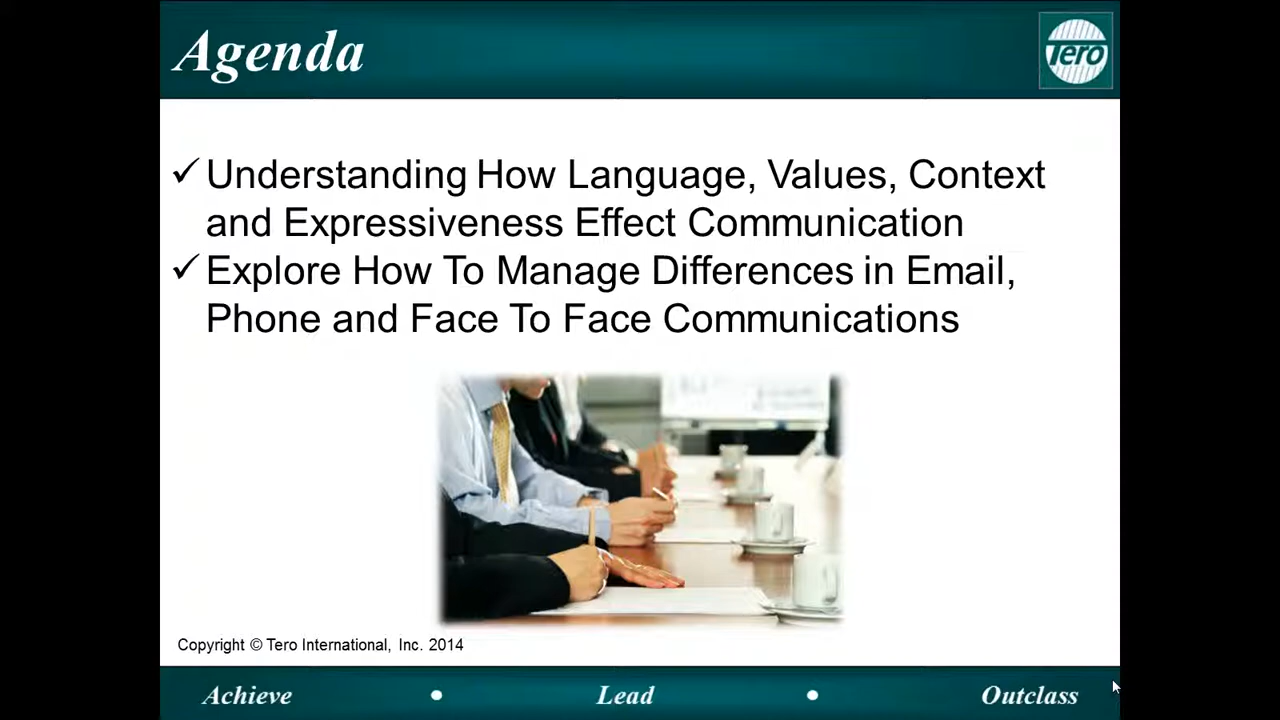 Agenda
Tero
✓ Understanding How Language, Values, Context
and Expressiveness Effect Communication
✓ Explore How To Manage Differences in Email,
Phone and Face To Face Communications
Copyright © Tero International, Inc. 2014
Achieve • Lead • Outclass